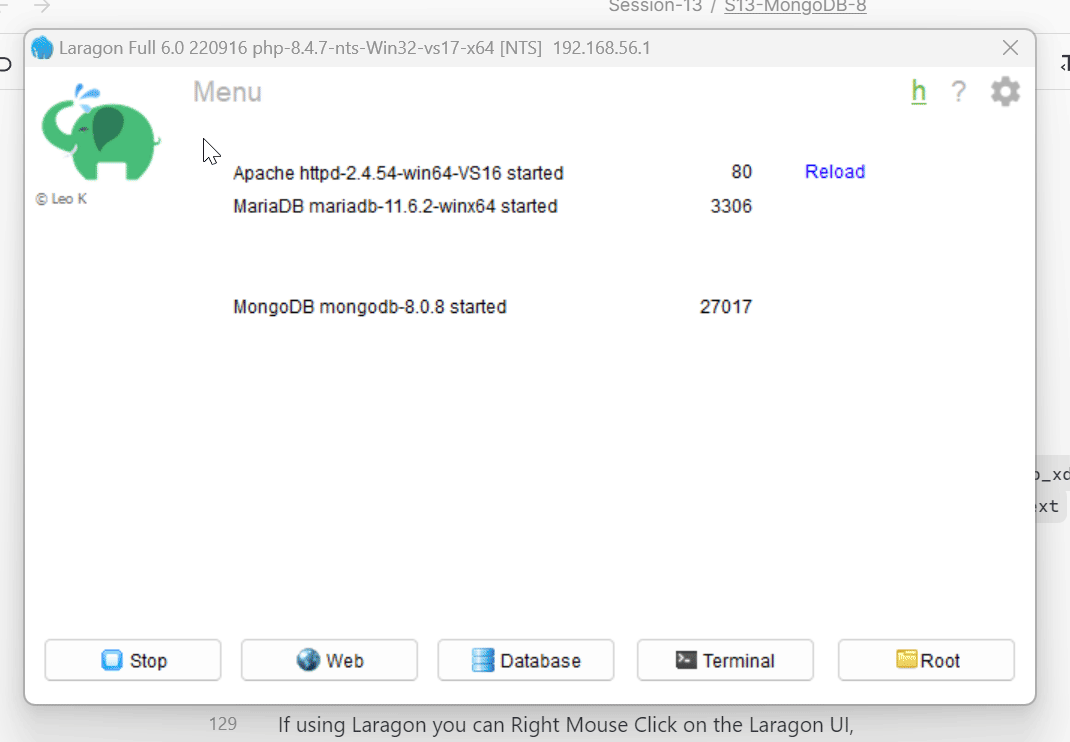 Session-13 / S13-MongoDB-8
Laragon Full 6.0 220916 php-8.4.7-nts-Win32-vs17-x64 [NTS] 192.168.56.1
Menu
h ?
© Leo K
Apache httpd-2.4.54-win64-VS16 started 80 Reload
MariaDB mariadb-11.6.2-winx64 started 3306
MongoDB mongodb-8.0.8 started 27017
Stop Web Database Terminal Root
129 If using Laragon you can Right Mouse Click on the Laragon UI,